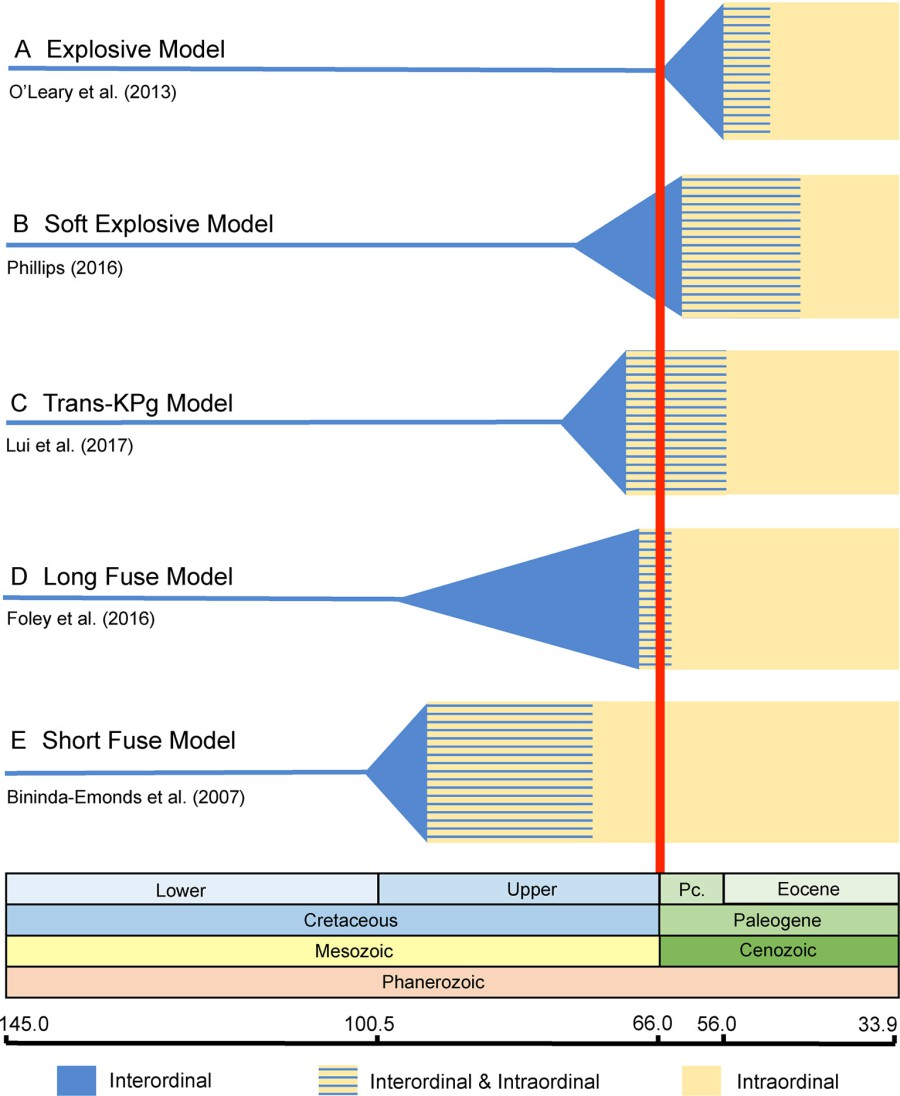 A Explosive Model
O'Leary et al. (2013)
B Soft Explosive Model
Phillips (2016)
C Trans-KPg Model
Lui et al. (2017)
D Long Fuse Model
Foley et al. (2016)
E Short Fuse Model
Bininda-Emonds et al. (2007)
Lower Upper Pc. Eocene
Cretaceous Paleogene
Mesozoic Cenozoic
Phanerozoic
145.0 100.5 66.0 56.0 33.9
Interordinal Interordinal & Intraordinal Intraordinal